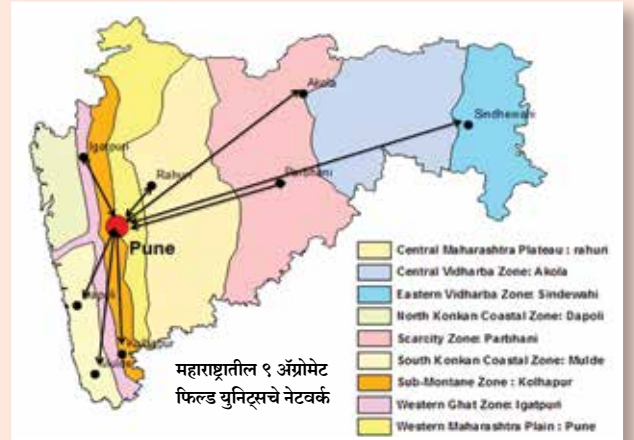 Akola
Sindhewahi
Igatpuri
Rahuri
Parbhani
Pune
महाराष्ट्रातील ९ ॲग्रोमेट
फिल्ड युनिट्सचे नेटवर्क
Central Maharashtra Plateau : rahuri
Central Vidharba Zone: Akola
Eastern Vidharba Zone: Sindewahi
North Konkan Coastal Zone: Dapoli
Scarcity Zone: Parbhani
South Konkan Coastal Zone: Mulde
Sub-Montane Zone : Kolhapur
Western Ghat Zone: Igatpuri
Western Maharashtra Plain : Pune